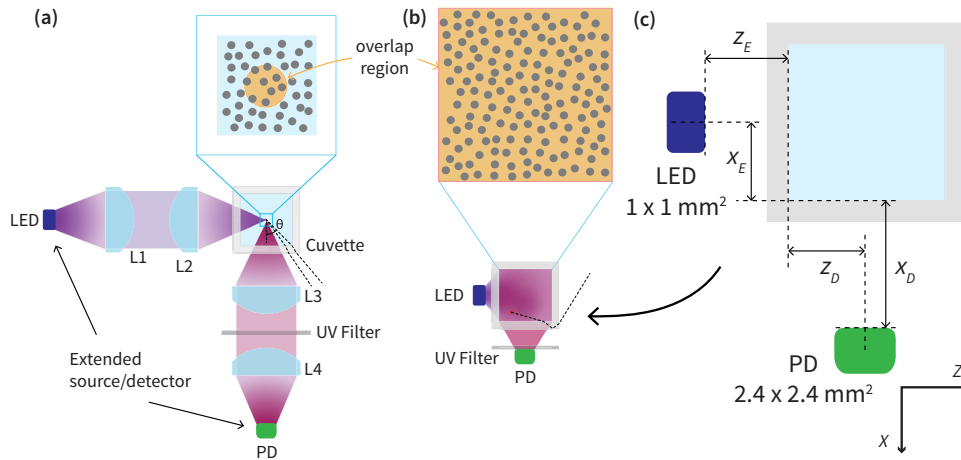 (a)
overlap
region
LED
L1
L2
θ
Cuvette
L3
UV Filter
L4
Extended
source/detector
PD
(b)
LED
UV Filter
PD
(c)
Z_E
X_E
LED
1 x 1 mm²
Z_D
X_D
PD
2.4 x 2.4 mm²
Z
X